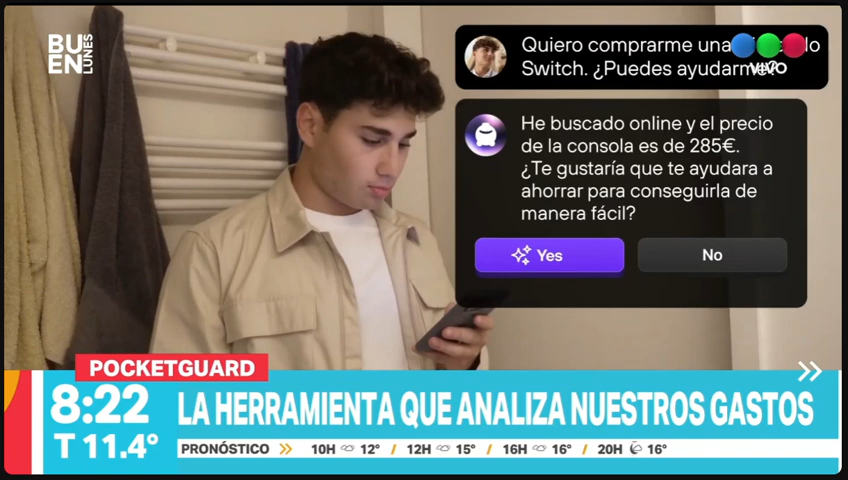 BU
EN
LUNES
Quiero comprarme una
Switch. ¿Puedes ayudarme?
VIVO
He buscado online y el precio
de la consola es de 285€.
¿Te gustaría que te ayudara a
ahorrar para conseguirla de
manera fácil?
Yes
No
POCKETGUARD
8:22
LA HERRAMIENTA QUE ANALIZA NUESTROS GASTOS
T 11.4°
PRONÓSTICO 10H 12° / 12H 15° / 16H 16° / 20H 16°